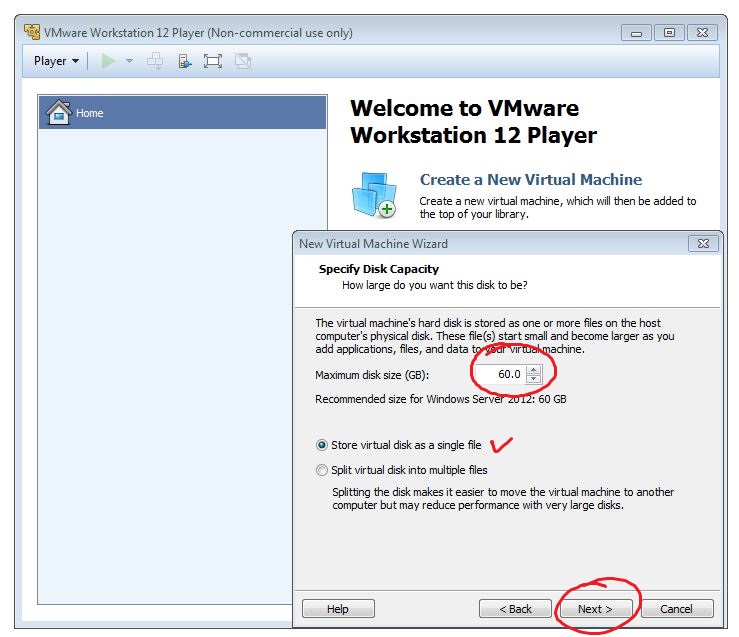 VMware Workstation 12 Player (Non-commercial use only)
Player
Home
Welcome to VMware
Workstation 12 Player
Create a New Virtual Machine
Create a new virtual machine, which will then be added to
the top of your library.
New Virtual Machine Wizard
Specify Disk Capacity
How large do you want this disk to be?
The virtual machine's hard disk is stored as one or more files on the host
computer's physical disk. These file(s) start small and become larger as you
add applications, files, and data to your virtual machine.
Maximum disk size (GB): 60.0
Recommended size for Windows Server 2012: 60 GB
Store virtual disk as a single file
Split virtual disk into multiple files
Splitting the disk makes it easier to move the virtual machine to another
computer but may reduce performance with very large disks.
Help < Back Next > Cancel